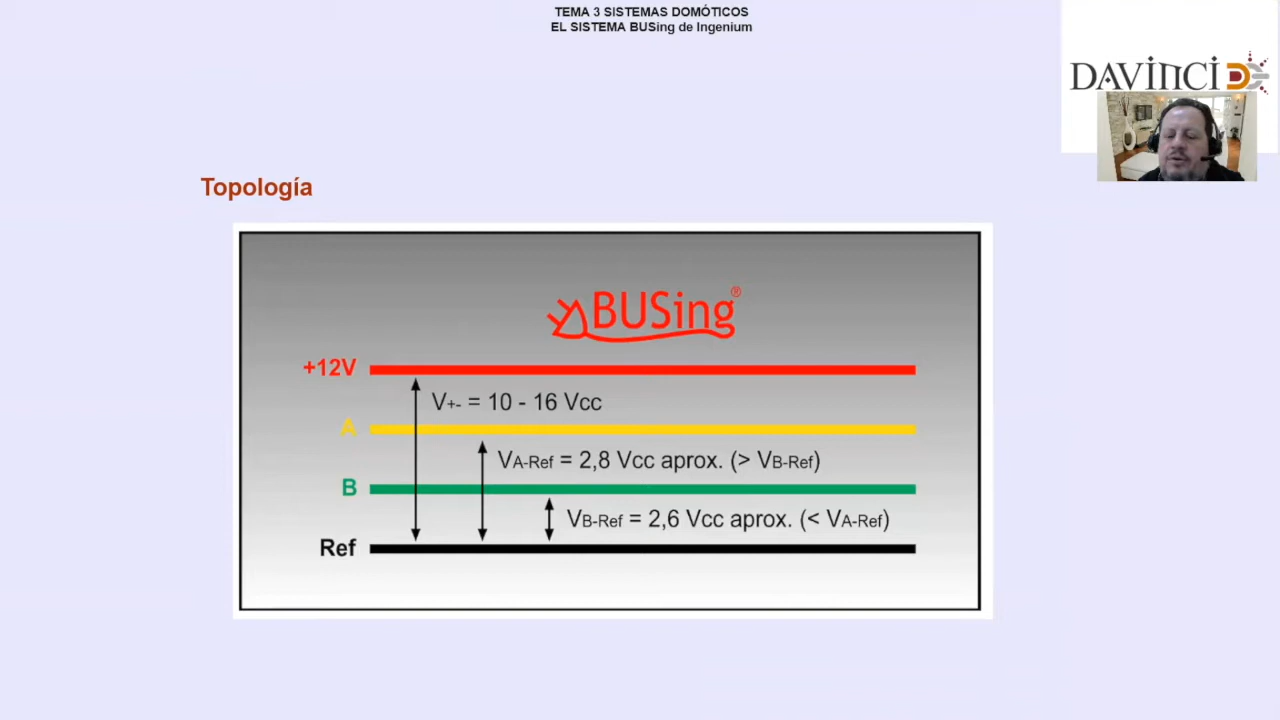 TEMA 3 SISTEMAS DOMÓTICOS
EL SISTEMA BUSing de Ingenium
DAVINCI DE
Topología
BUSing®
+12V
V+- = 10 - 16 Vcc
A
VA-Ref = 2,8 Vcc aprox. (> VB-Ref)
B
VB-Ref = 2,6 Vcc aprox. (< VA-Ref)
Ref